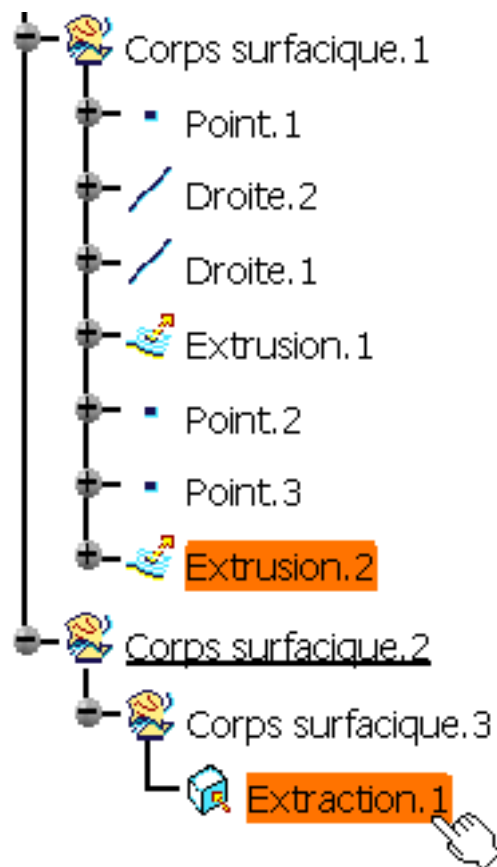 Corps surfacique.1
Point.1
Droite.2
Droite.1
Extrusion.1
Point.2
Point.3
Extrusion.2
Corps surfacique.2
Corps surfacique.3
Extraction.1